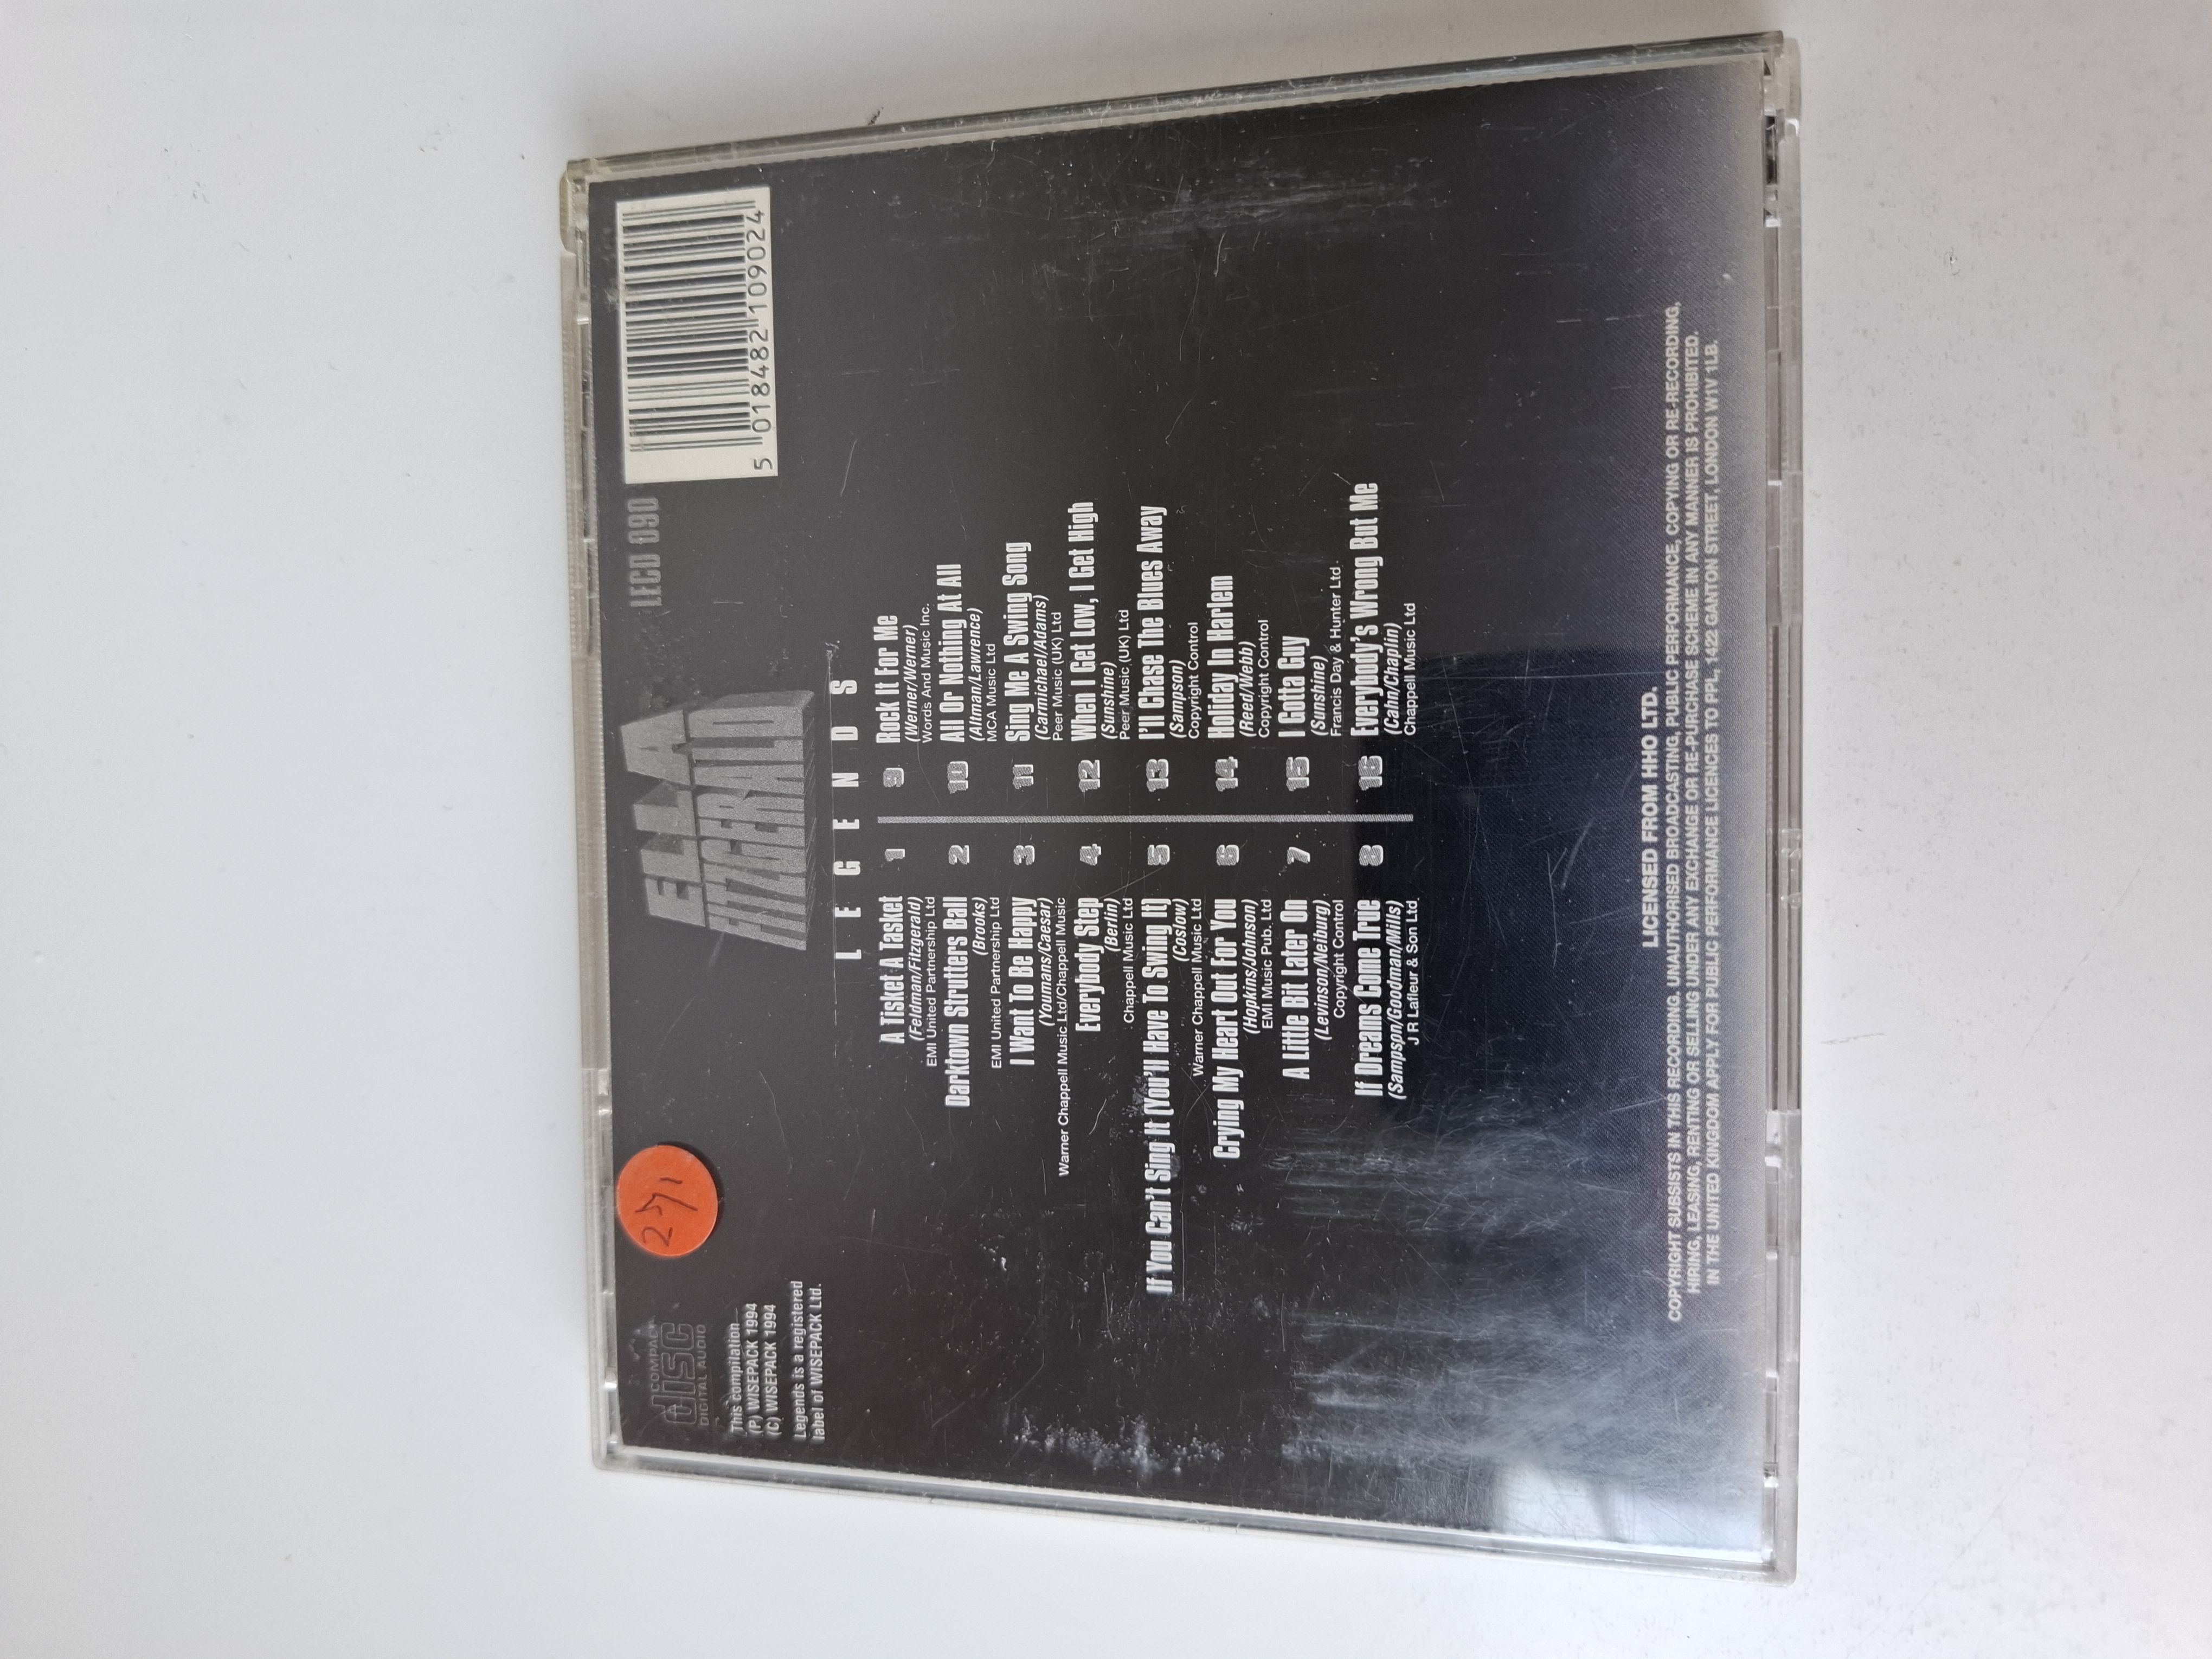 COMPACT
disc
DIGITAL AUDIO
This compilation
(P) WISEPACK 1994
(C) WISEPACK 1994
Legends is a registered
label of WISEPACK Ltd.
ELLA
FITZGERALD
LEGENDS
LECD 090
5 018482 109024
A Tisket A Tasket 1
(Feldman/Fitzgerald)
EMI United Partnership Ltd
Darktown Strutters Ball 2
(Brooks)
EMI United Partnership Ltd
I Want To Be Happy 3
(Youmans/Caesar)
Warner Chappell Music Ltd/Chappell Music
Everybody Step 4
(Berlin)
Chappell Music Ltd
If You Can't Sing It (You'll Have To Swing It) 5
(Coslow)
Warner Chappell Music Ltd
Crying My Heart Out For You 6
(Hopkins/Johnson)
EMI Music Pub. Ltd
A Little Bit Later On 7
(Levinson/Neiburg)
Copyright Control
If Dreams Come True 8
(Sampspn/Goodman/Mills)
J R Lafleur & Son Ltd
9 Rock It For Me
(Werner/Werner)
Words And Music Inc.
10 All Or Nothing At All
(Altman/Lawrence)
MCA Music Ltd
11 Sing Me A Swing Song
(Carmichael/Adams)
Peer Music (UK) Ltd
12 When I Get Low, I Get High
(Sunshine)
Peer Music (UK) Ltd
13 I'll Chase The Blues Away
(Sampson)
Copyright Control
14 Holiday In Harlem
(Reed/Webb)
Copyright Control
15 I Gotta Guy
(Sunshine)
Francis Day & Hunter Ltd
16 Everybody's Wrong But Me
(Cahn/Chaplin)
Chappell Music Ltd
LICENSED FROM HHO LTD.
COPYRIGHT SUBSISTS IN THIS RECORDING. UNAUTHORISED BROADCASTING, PUBLIC PERFORMANCE, COPYING OR RE-RECORDING,
HIRING, LEASING, RENTING OR SELLING UNDER ANY EXCHANGE OR RE-PURCHASE SCHEME IN ANY MANNER IS PROHIBITED.
IN THE UNITED KINGDOM APPLY FOR PUBLIC PERFORMANCE LICENCES TO PPL, 1422 GANTON STREET, LONDON W1V 1LB.